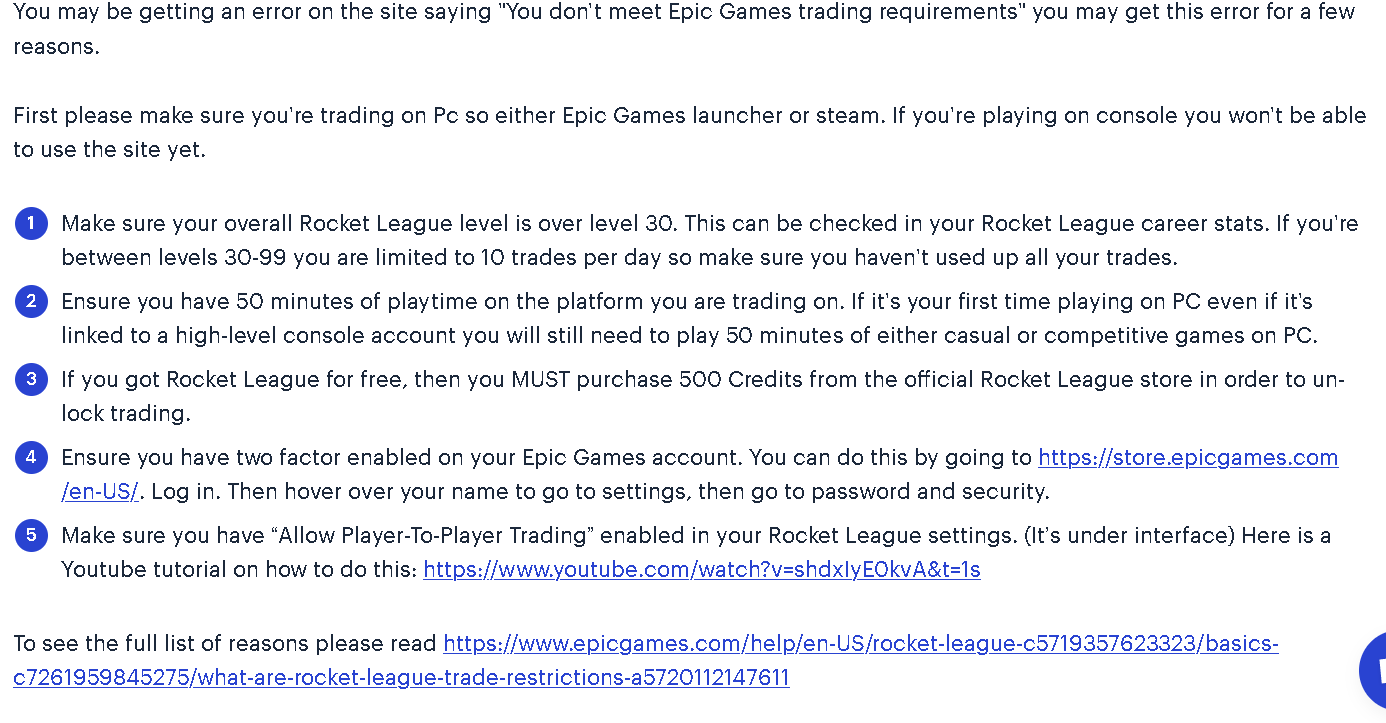 You may be getting an error on the site saying "You don't meet Epic Games trading requirements" you may get this error for a few
reasons.
First please make sure you're trading on Pc so either Epic Games launcher or steam. If you're playing on console you won't be able
to use the site yet.
1 Make sure your overall Rocket League level is over level 30. This can be checked in your Rocket League career stats. If you're
between levels 30-99 you are limited to 10 trades per day so make sure you haven't used up all your trades.
2 Ensure you have 50 minutes of playtime on the platform you are trading on. If it's your first time playing on PC even if it's
linked to a high-level console account you will still need to play 50 minutes of either casual or competitive games on PC.
3 If you got Rocket League for free, then you MUST purchase 500 Credits from the official Rocket League store in order to un-
lock trading.
4 Ensure you have two factor enabled on your Epic Games account. You can do this by going to https://store.epicgames.com
/en-US/. Log in. Then hover over your name to go to settings, then go to password and security.
5 Make sure you have “Allow Player-To-Player Trading” enabled in your Rocket League settings. (It's under interface) Here is a
Youtube tutorial on how to do this: https://www.youtube.com/watch?v=shdxIyE0kvA&t=1s
To see the full list of reasons please read https://www.epicgames.com/help/en-US/rocket-league-c5719357623323/basics-
c7261959845275/what-are-rocket-league-trade-restrictions-a5720112147611